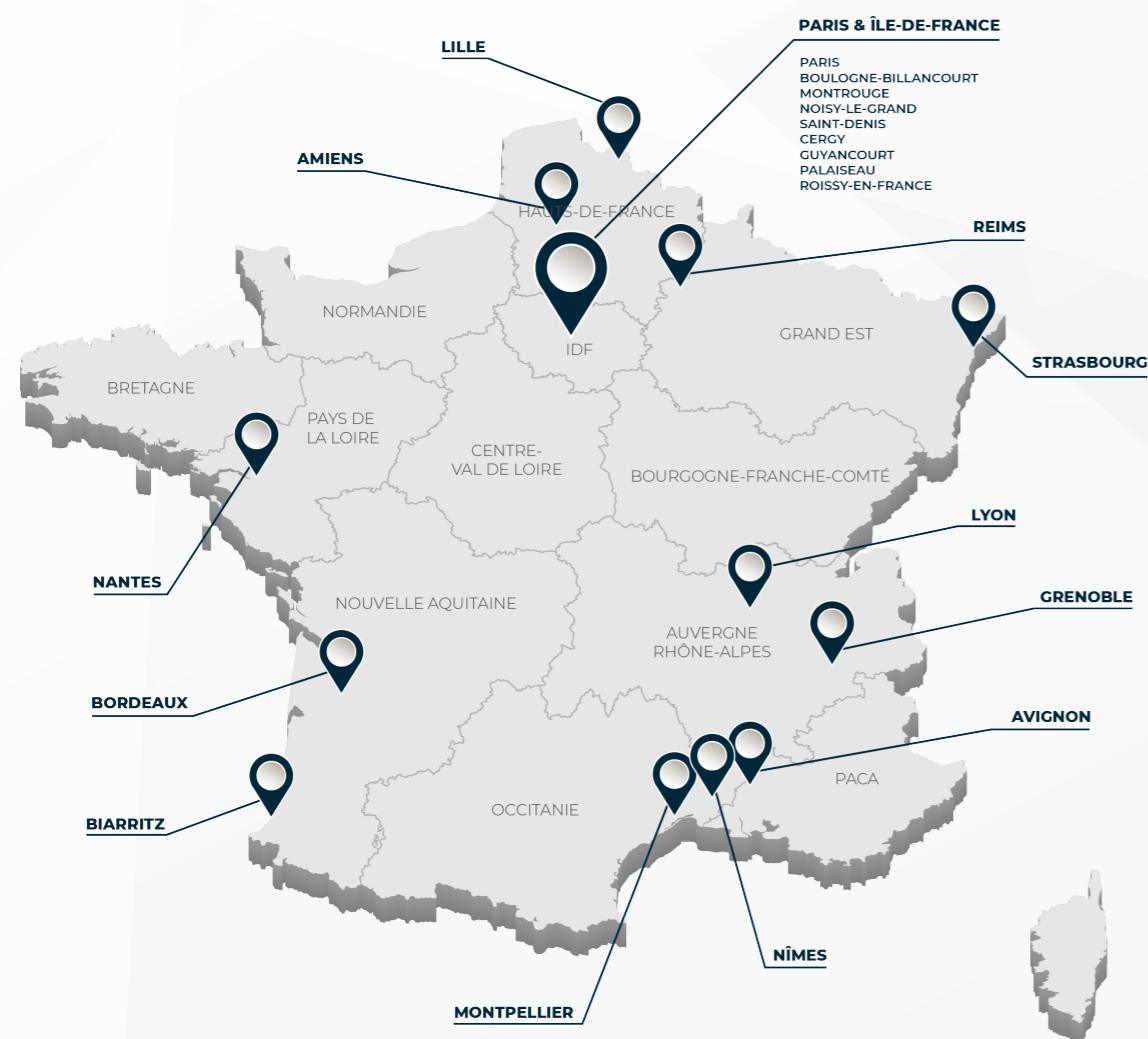 PARIS & ÎLE-DE-FRANCE
LILLE
PARIS
BOULOGNE-BILLANCOURT
MONTROUGE
NOISY-LE-GRAND
SAINT-DENIS
CERGY
GUYANCOURT
PALAISEAU
ROISSY-EN-FRANCE
AMIENS
HAUTS-DE-FRANCE
REIMS
NORMANDIE
GRAND EST
IDF
STRASBOURG
BRETAGNE
PAYS DE
LA LOIRE
CENTRE-
VAL DE LOIRE
BOURGOGNE-FRANCHE-COMTÉ
LYON
NANTES
GRENOBLE
NOUVELLE AQUITAINE
AUVERGNE
RHÔNE-ALPES
BORDEAUX
AVIGNON
PACA
OCCITANIE
BIARRITZ
NÎMES
MONTPELLIER